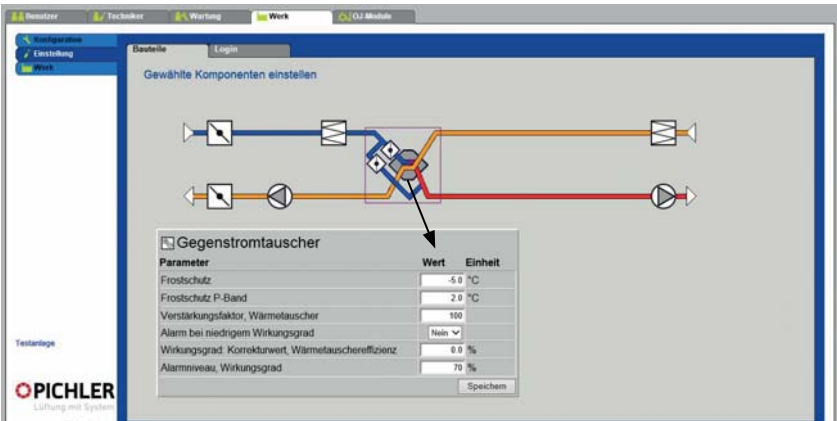 Benutzer Techniker Wartung Werk OJ-Module
Konfiguration
Einstellung
Werk
Bauteile Login
Gewählte Komponenten einstellen
Gegenstromtauscher
Parameter Wert Einheit
Frostschutz -5.0 °C
Frostschutz P-Band 2.0 °C
Verstärkungsfaktor, Wärmetauscher 100
Alarm bei niedrigem Wirkungsgrad Nein
Wirkungsgrad: Korrekturwert, Wärmetauschereffizienz 0.0 %
Alarmniveau, Wirkungsgrad 70 %
Speichern
Testanlage
PICHLER
Lüftung mit System